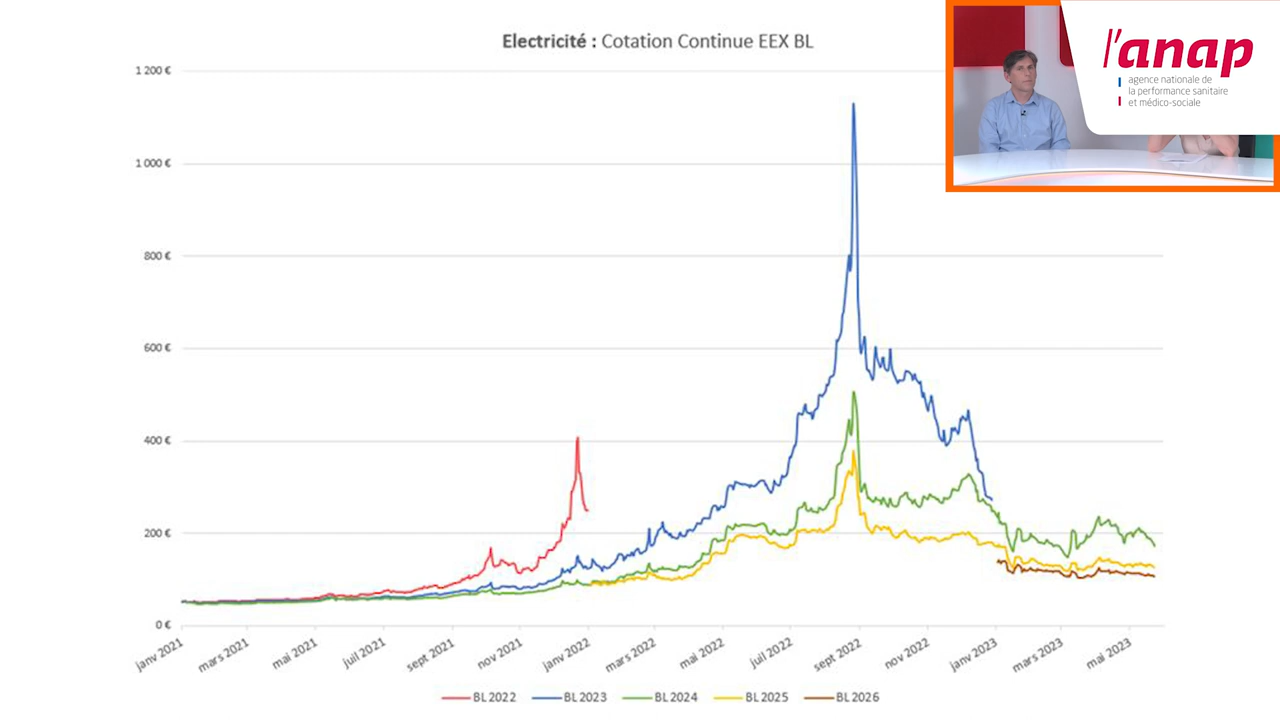 Electricité : Cotation Continue EEX BL
l'anap
agence nationale de
la performance sanitaire
et médico-sociale
1 200 €
1 000 €
800 €
600 €
400 €
200 €
0 €
janv 2021
mars 2021
mai 2021
juil 2021
sept 2021
nov 2021
janv 2022
mars 2022
mai 2022
juil 2022
sept 2022
nov 2022
janv 2023
mars 2023
mai 2023
BL 2022
BL 2023
BL 2024
BL 2025
BL 2026